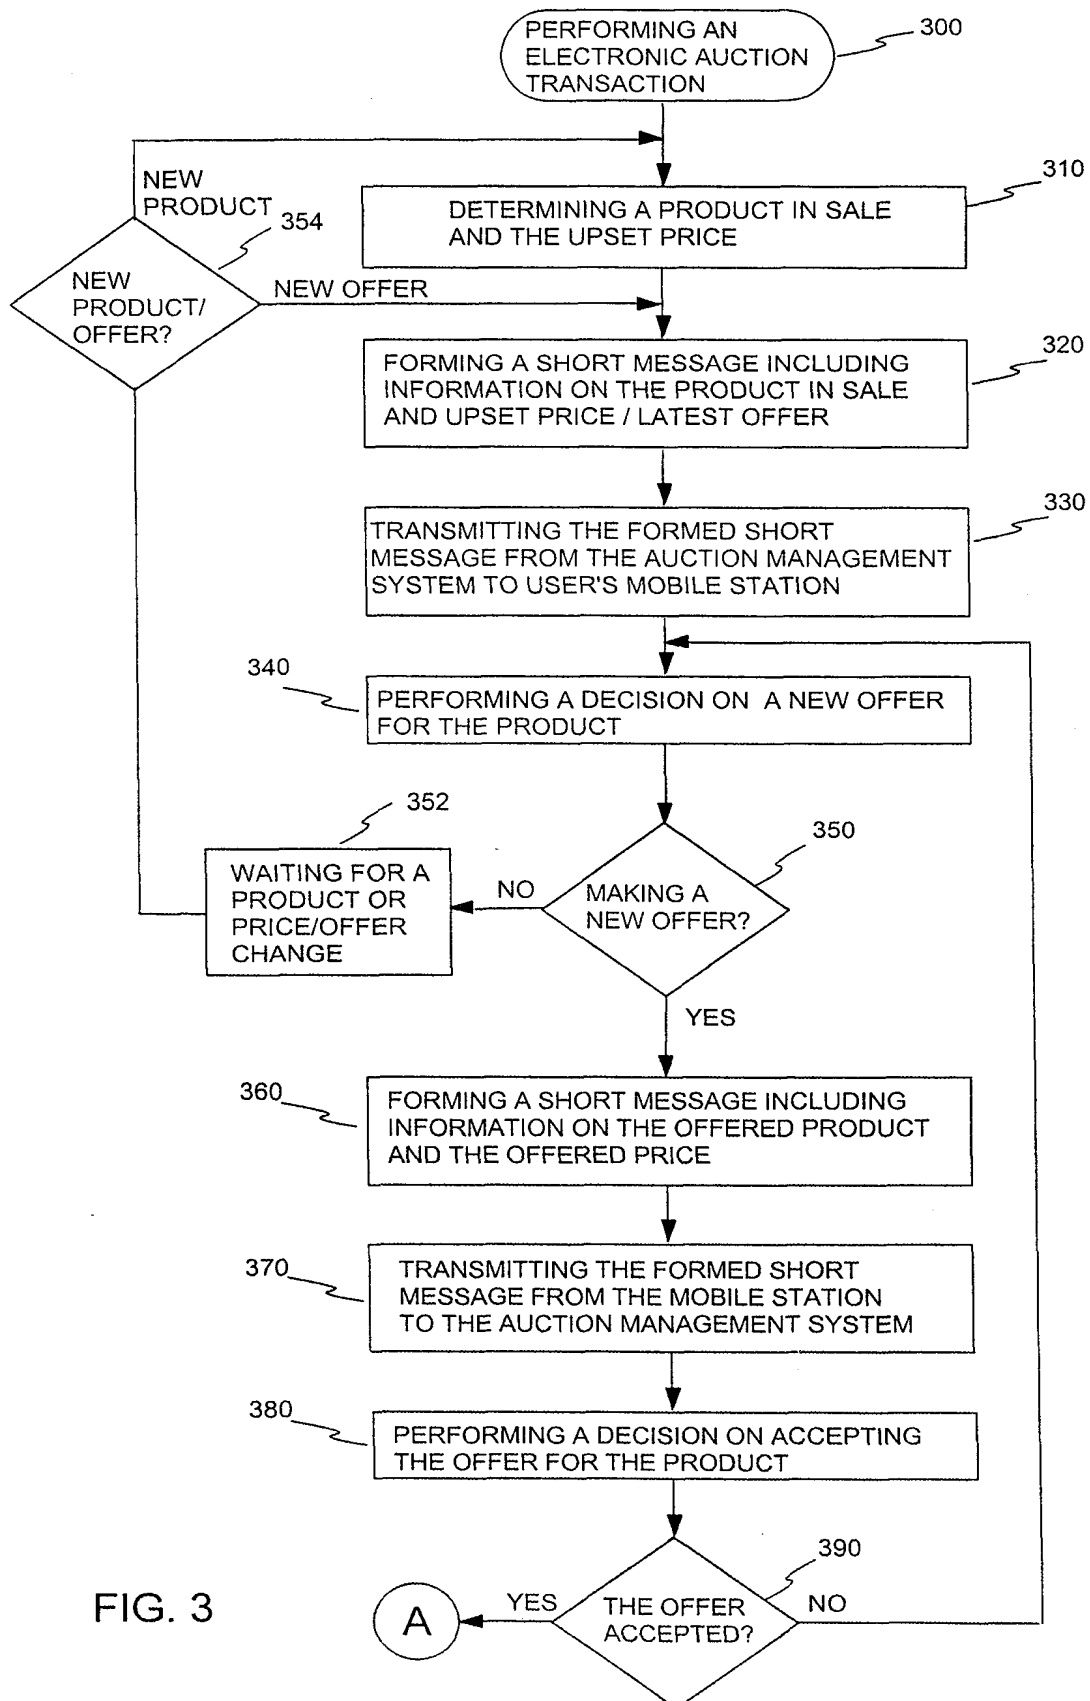 PERFORMING AN
ELECTRONIC AUCTION
TRANSACTION
300
NEW
PRODUCT
354
310
DETERMINING A PRODUCT IN SALE
AND THE UPSET PRICE
NEW
PRODUCT/
OFFER?
NEW OFFER
320
FORMING A SHORT MESSAGE INCLUDING
INFORMATION ON THE PRODUCT IN SALE
AND UPSET PRICE / LATEST OFFER
330
TRANSMITTING THE FORMED SHORT
MESSAGE FROM THE AUCTION MANAGEMENT
SYSTEM TO USER'S MOBILE STATION
340
PERFORMING A DECISION ON A NEW OFFER
FOR THE PRODUCT
352
350
WAITING FOR A
PRODUCT OR
PRICE/OFFER
CHANGE
NO
MAKING A
NEW OFFER?
YES
360
FORMING A SHORT MESSAGE INCLUDING
INFORMATION ON THE OFFERED PRODUCT
AND THE OFFERED PRICE
370
TRANSMITTING THE FORMED SHORT
MESSAGE FROM THE MOBILE STATION
TO THE AUCTION MANAGEMENT SYSTEM
380
PERFORMING A DECISION ON ACCEPTING
THE OFFER FOR THE PRODUCT
390
FIG. 3
A
YES
THE OFFER
ACCEPTED?
NO